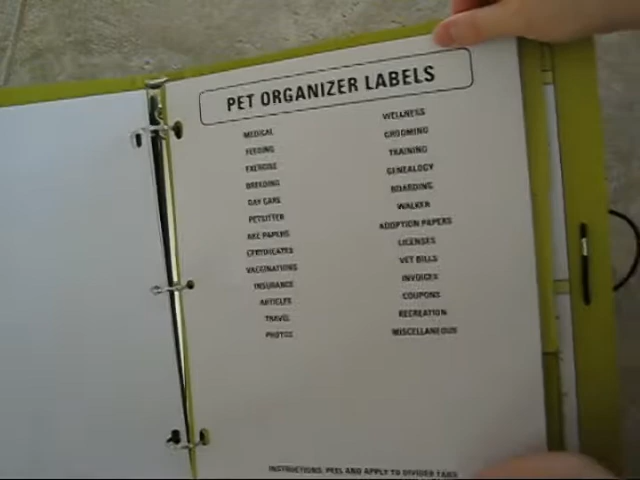 PET ORGANIZER LABELS
MEDICAL
FEEDING
EXERCISE
BREEDING
DAY CARE
PETSITTER
AKC PAPERS
CERTIFICATES
VACCINATIONS
INSURANCE
ARTICLES
TRAVEL
PHOTOS
WELLNESS
GROOMING
TRAINING
GENEALOGY
BOARDING
WALKER
ADOPTION PAPERS
LICENSES
VET BILLS
INVOICES
COUPONS
RECREATION
MISCELLANEOUS
INSTRUCTIONS: PEEL AND APPLY TO DIVIDER TABS